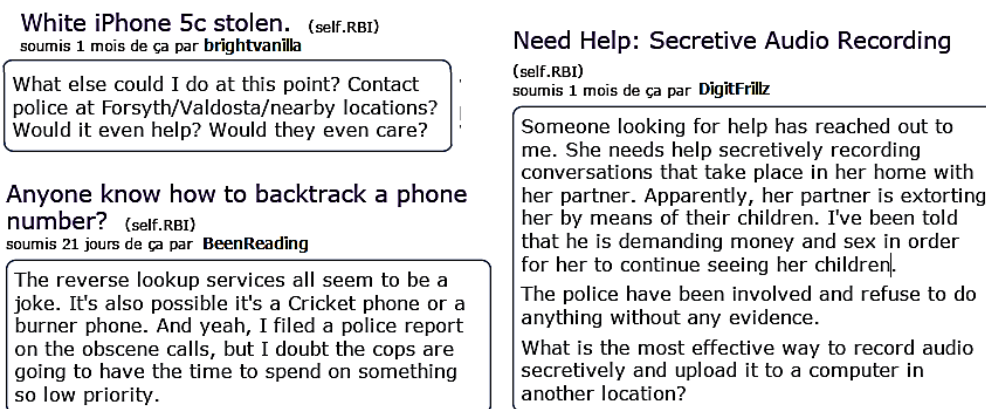 White iPhone 5c stolen. (self.RBI)
soumis 1 mois de ça par brightvanilla
What else could I do at this point? Contact
police at Forsyth/Valdosta/nearby locations?
Would it even help? Would they even care?
Anyone know how to backtrack a phone
number? (self.RBI)
soumis 21 jours de ça par BeenReading
The reverse lookup services all seem to be a
joke. It's also possible it's a Cricket phone or a
burner phone. And yeah, I filed a police report
on the obscene calls, but I doubt the cops are
going to have the time to spend on something
so low priority.
Need Help: Secretive Audio Recording
(self.RBI)
soumis 1 mois de ça par DigitFrillz
Someone looking for help has reached out to
me. She needs help secretively recording
conversations that take place in her home with
her partner. Apparently, her partner is extorting
her by means of their children. I've been told
that he is demanding money and sex in order
for her to continue seeing her children.
The police have been involved and refuse to do
anything without any evidence.
What is the most effective way to record audio
secretively and upload it to a computer in
another location?